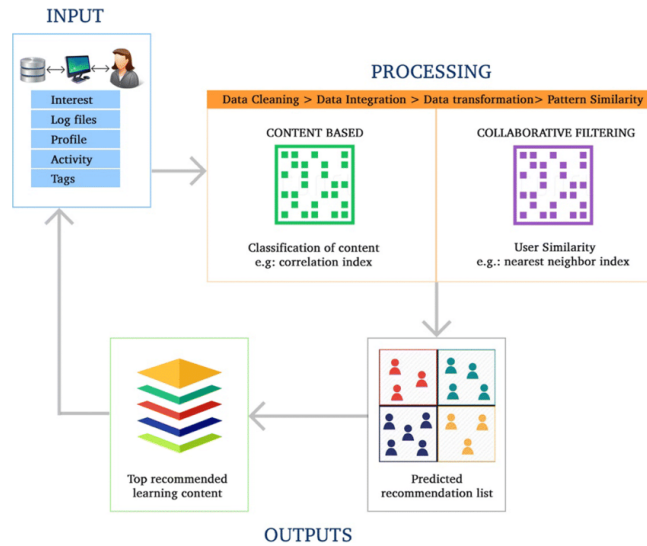 INPUT
Interest
Log files
Profile
Activity
Tags
PROCESSING
Data Cleaning > Data Integration > Data transformation> Pattern Similarity
CONTENT BASED
Classification of content
e.g: correlation index
COLLABORATIVE FILTERING
User Similarity
e.g.: nearest neighbor index
Top recommended
learning content
Predicted
recommendation list
OUTPUTS